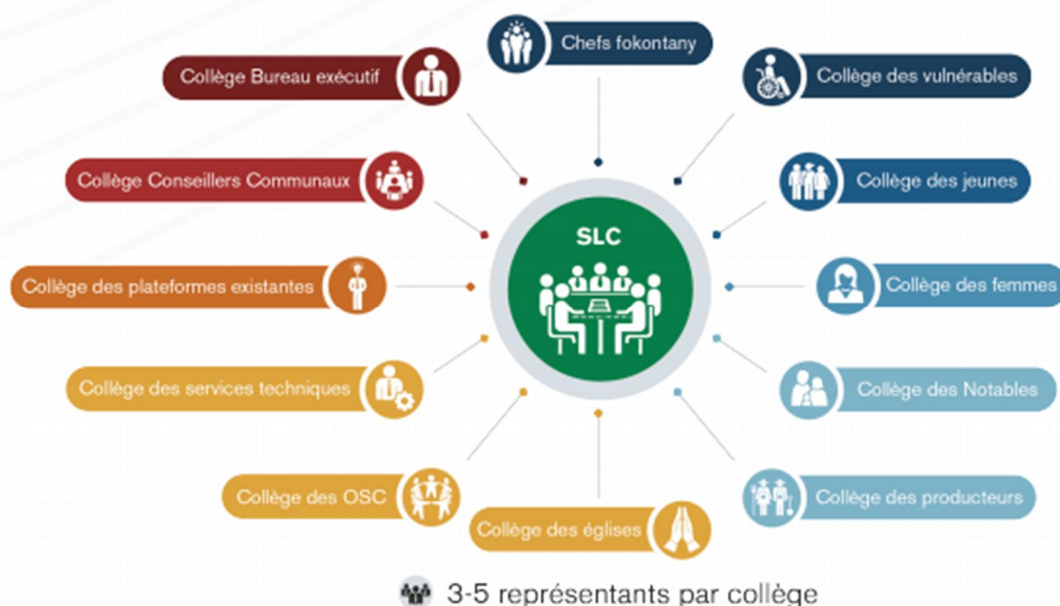 Chefs fokontany
Collège Bureau exécutif
Collège des vulnérables
Collège Conseillers Communaux
Collège des jeunes
SLC
Collège des plateformes existantes
Collège des femmes
Collège des services techniques
Collège des Notables
Collège des OSC
Collège des producteurs
Collège des églises
3-5 représentants par collège